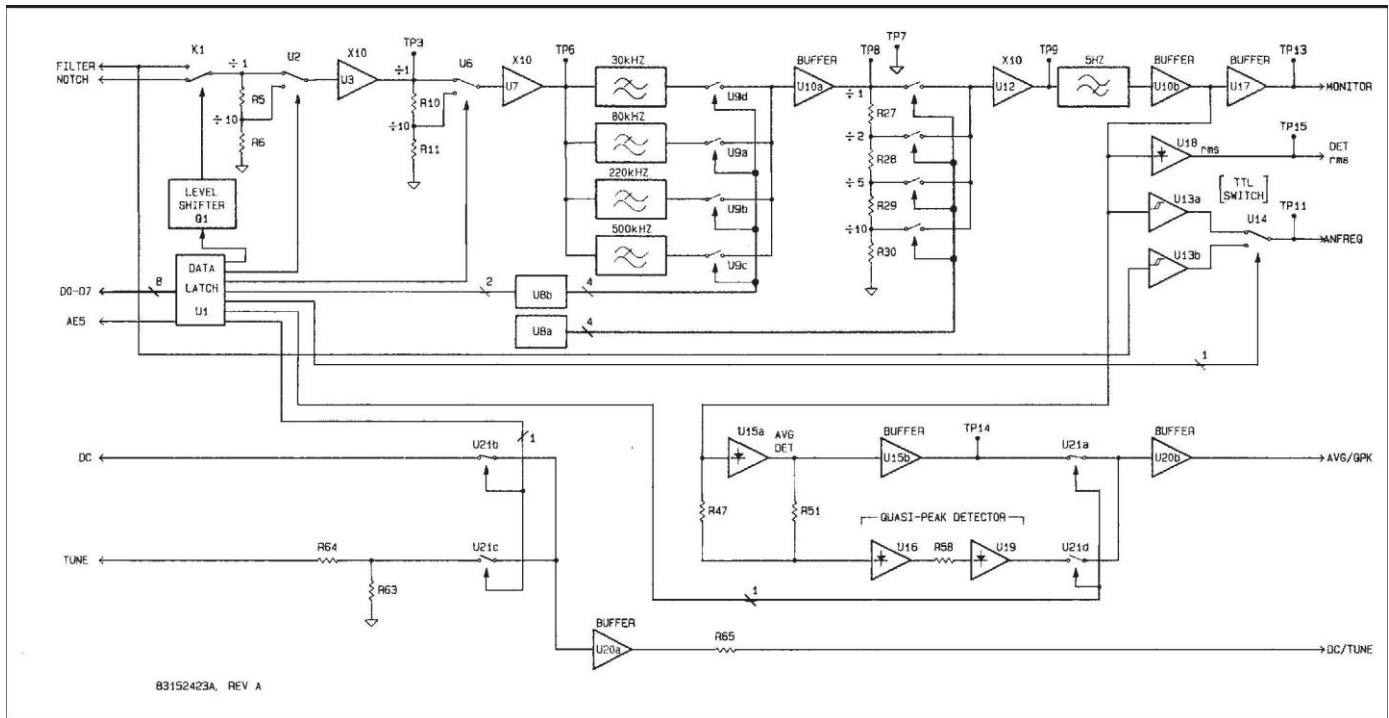 K1
FILTER
NOTCH
÷1
U2
R5
÷10
R6
X10
U3
TP3
÷1
R10
÷10
R11
U6
X10
U7
TP6
30kHZ
U9d
80kHZ
U9a
220kHZ
U9b
500kHZ
U9c
BUFFER
U10a
TP8
TP7
÷1
R27
÷2
R28
÷5
R29
÷10
R30
X10
U12
TP9
5HZ
BUFFER
U10b
BUFFER
U17
TP13
MONITOR
U18
rms
TP15
DET
rms
U13a
[TTL
SWITCH]
U14
TP11
ANFREQ
U13b
LEVEL
SHIFTER
Q1
DATA
LATCH
U1
D0-D7
8
AE5
2
U8b
4
U8a
4
1
1
DC
U21b
TUNE
R64
R63
U21c
U15a
AVG
DET
BUFFER
U15b
TP14
U21a
BUFFER
U20b
AVG/QPK
R47
R51
QUASI-PEAK DETECTOR
U16
R58
U19
U21d
1
BUFFER
U20a
R65
DC/TUNE
83152423A, REV A